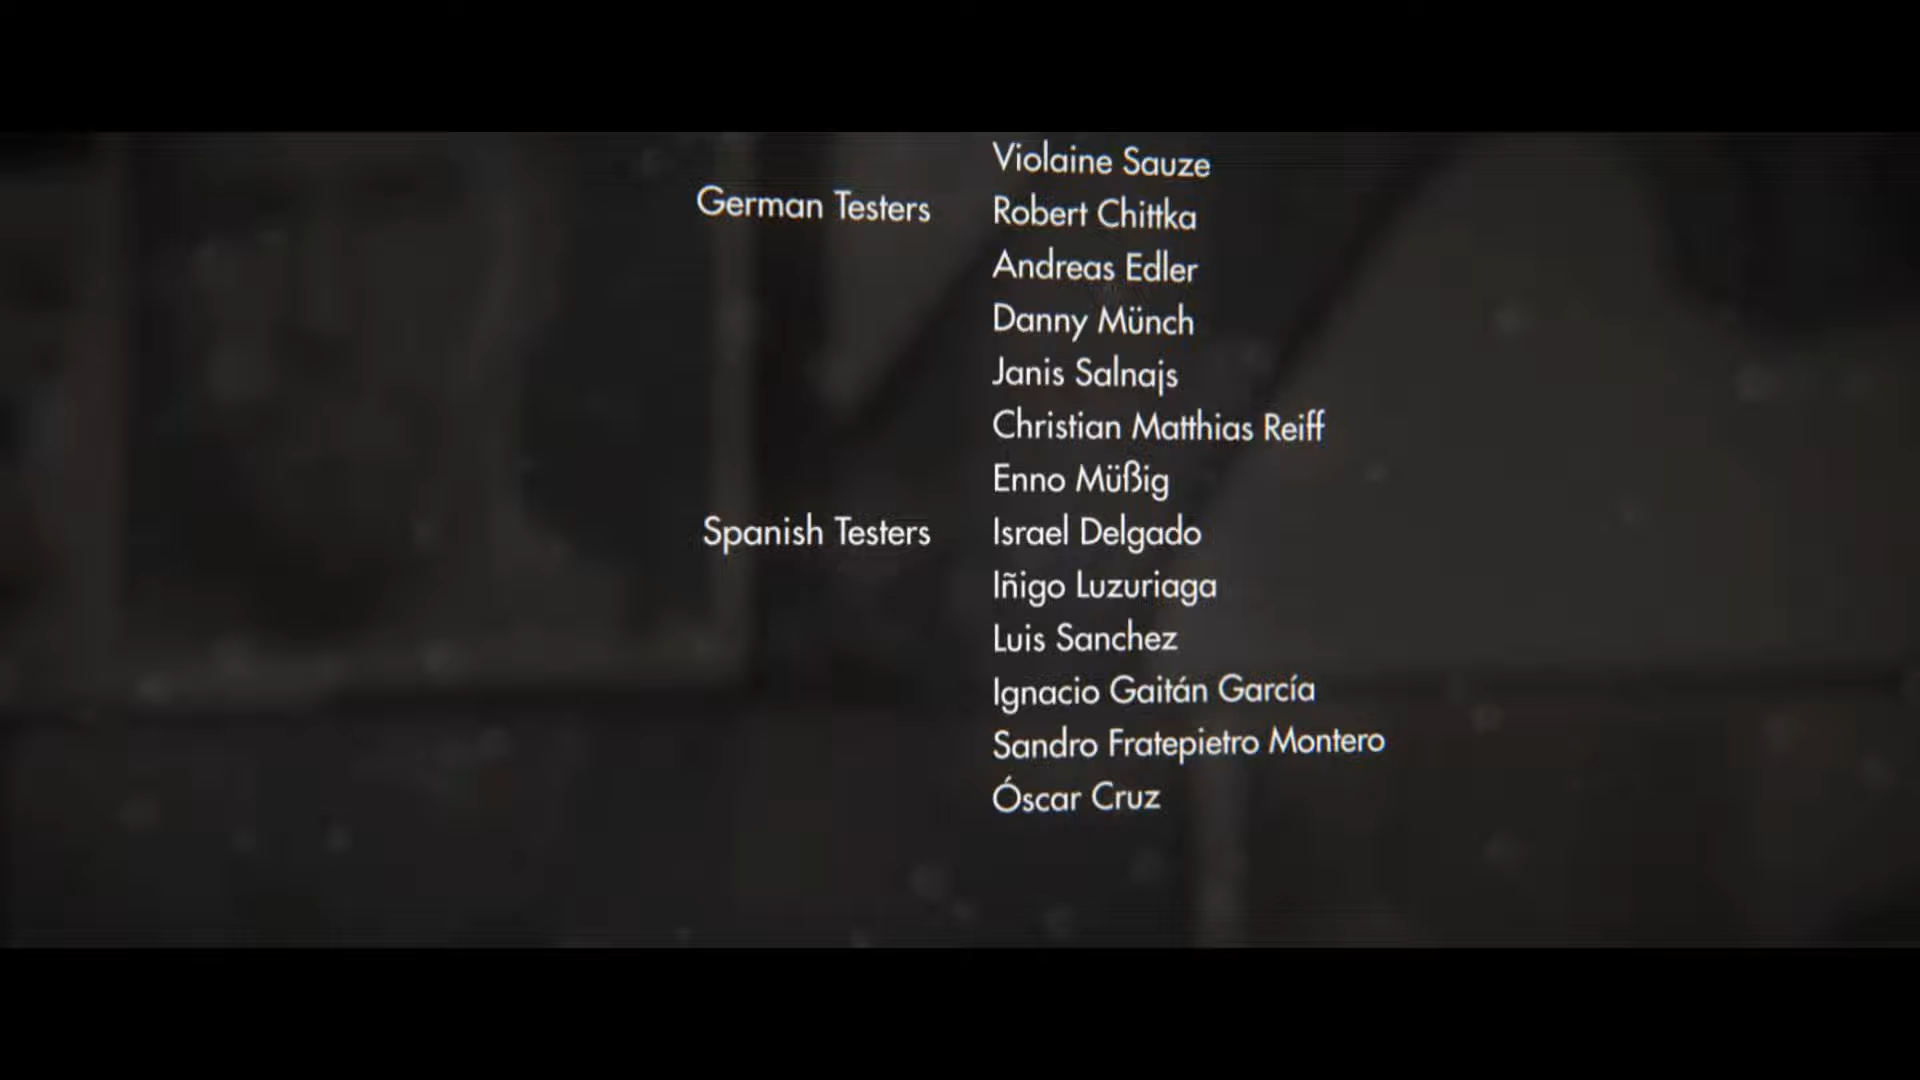 Violaine Sauze
German Testers Robert Chittka
Andreas Edler
Danny Münch
Janis Salnajs
Christian Matthias Reiff
Enno Müßig
Spanish Testers Israel Delgado
Iñigo Luzuriaga
Luis Sanchez
Ignacio Gaitán García
Sandro Fratepietro Montero
Óscar Cruz